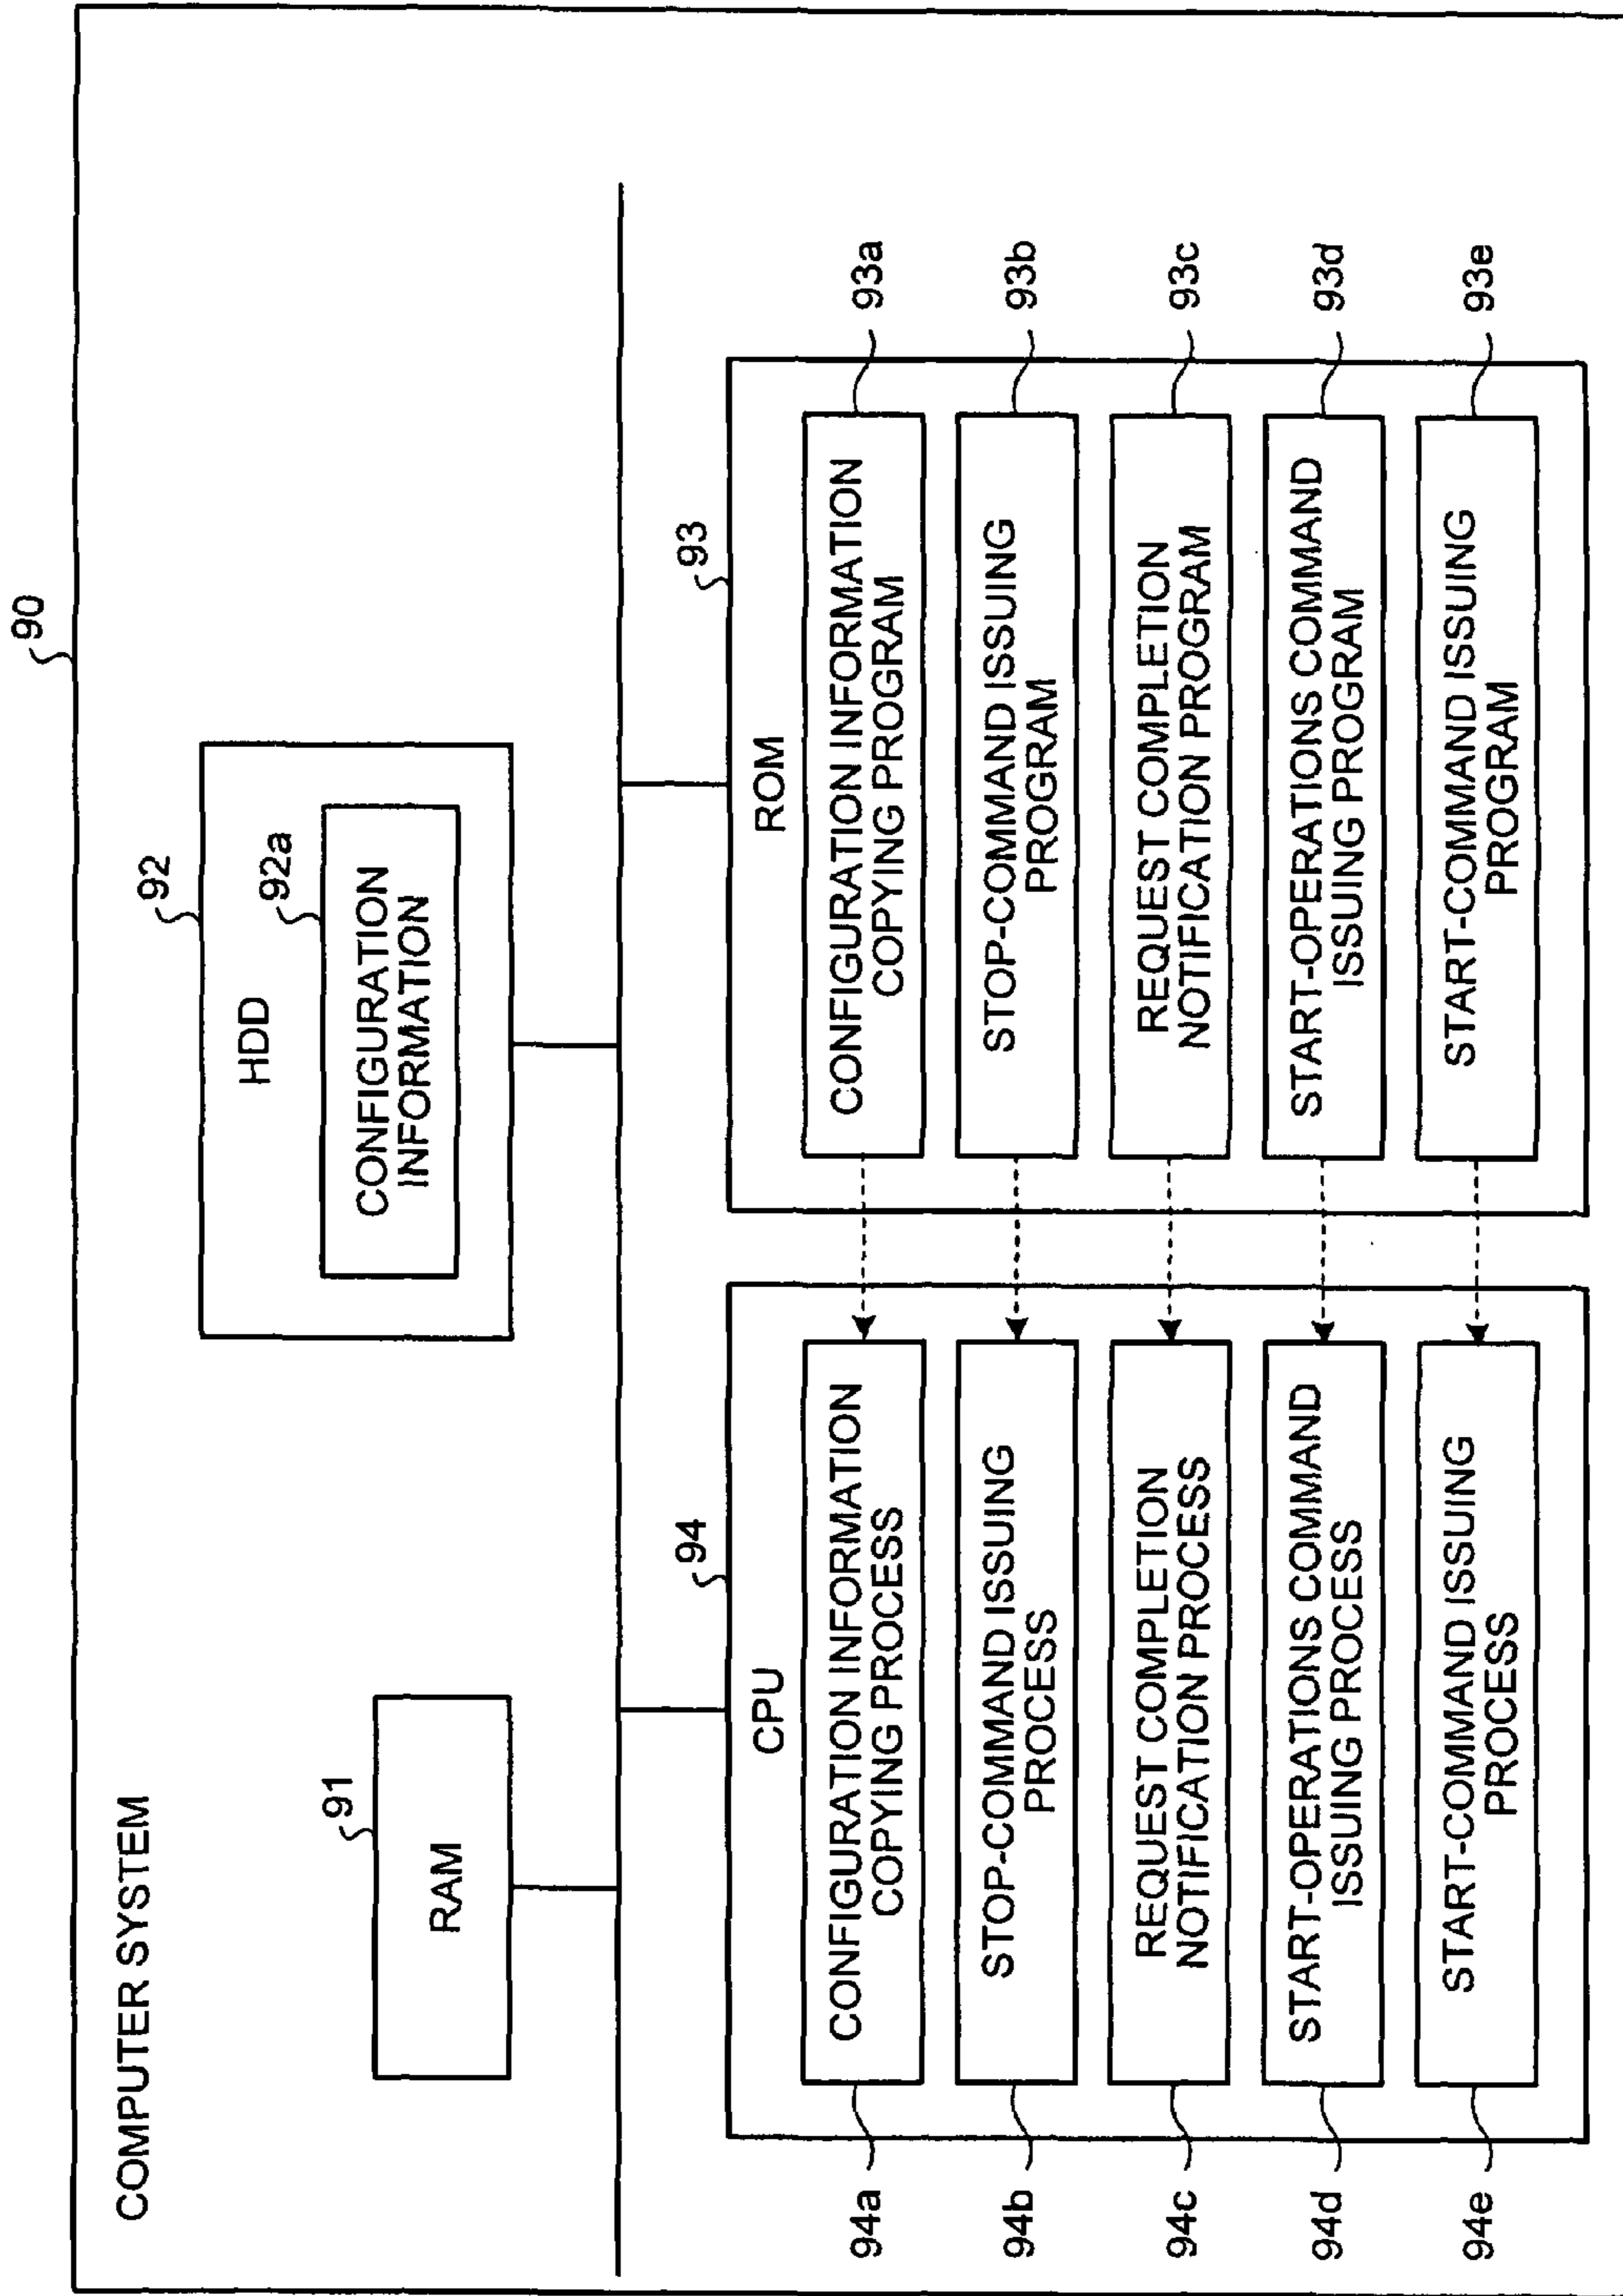 90
COMPUTER SYSTEM
91
RAM
92
HDD
92a
CONFIGURATION
INFORMATION
94
CPU
94a
CONFIGURATION INFORMATION
COPYING PROCESS
94b
STOP-COMMAND ISSUING
PROCESS
94c
REQUEST COMPLETION
NOTIFICATION PROCESS
94d
START-OPERATIONS COMMAND
ISSUING PROCESS
94e
START-COMMAND ISSUING
PROCESS
93
ROM
CONFIGURATION INFORMATION
COPYING PROGRAM
93a
STOP-COMMAND ISSUING
PROGRAM
93b
REQUEST COMPLETION
NOTIFICATION PROGRAM
93c
START-OPERATIONS COMMAND
ISSUING PROGRAM
93d
START-COMMAND ISSUING
PROGRAM
93e